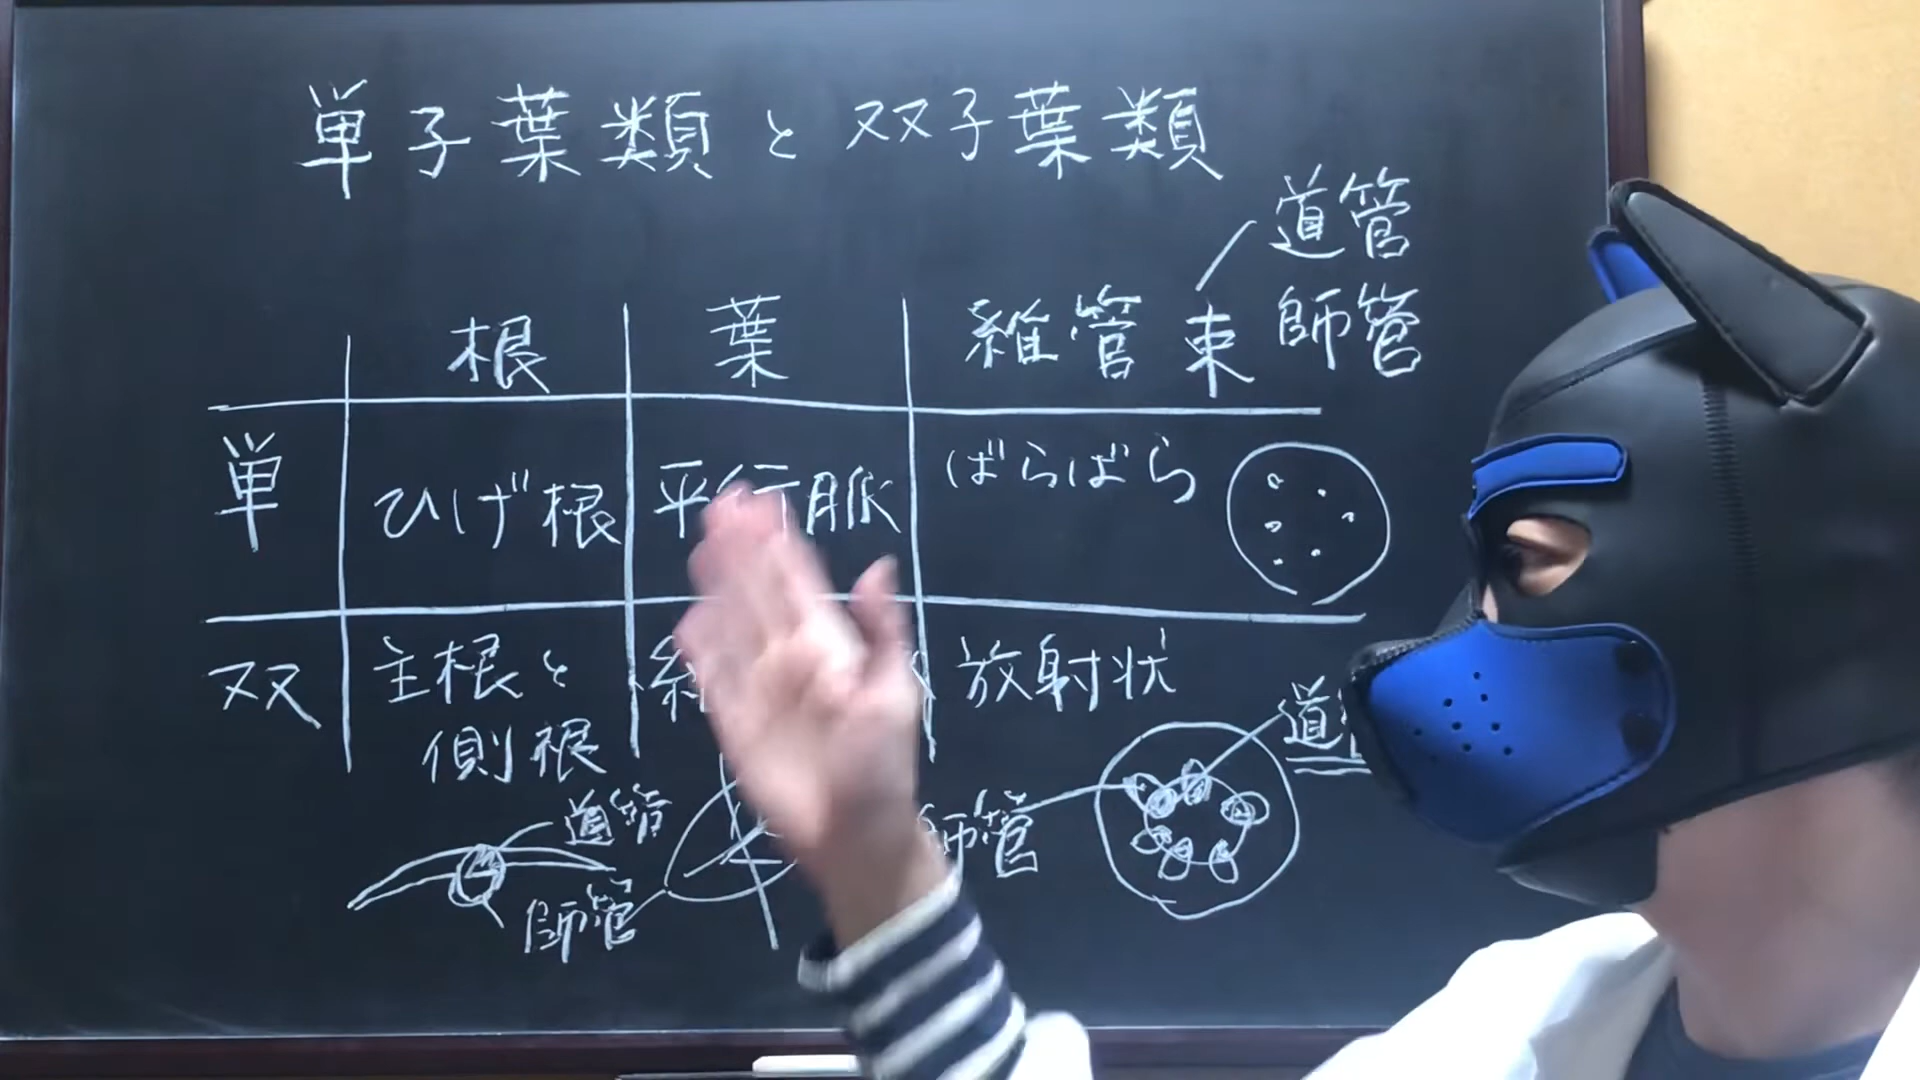 単子葉類と双子葉類
道管
根 葉 維管束 師管
単 ひげ根 平行脈 ばらばら
双 主根と 放射状
側根
道管
師管
師管
道